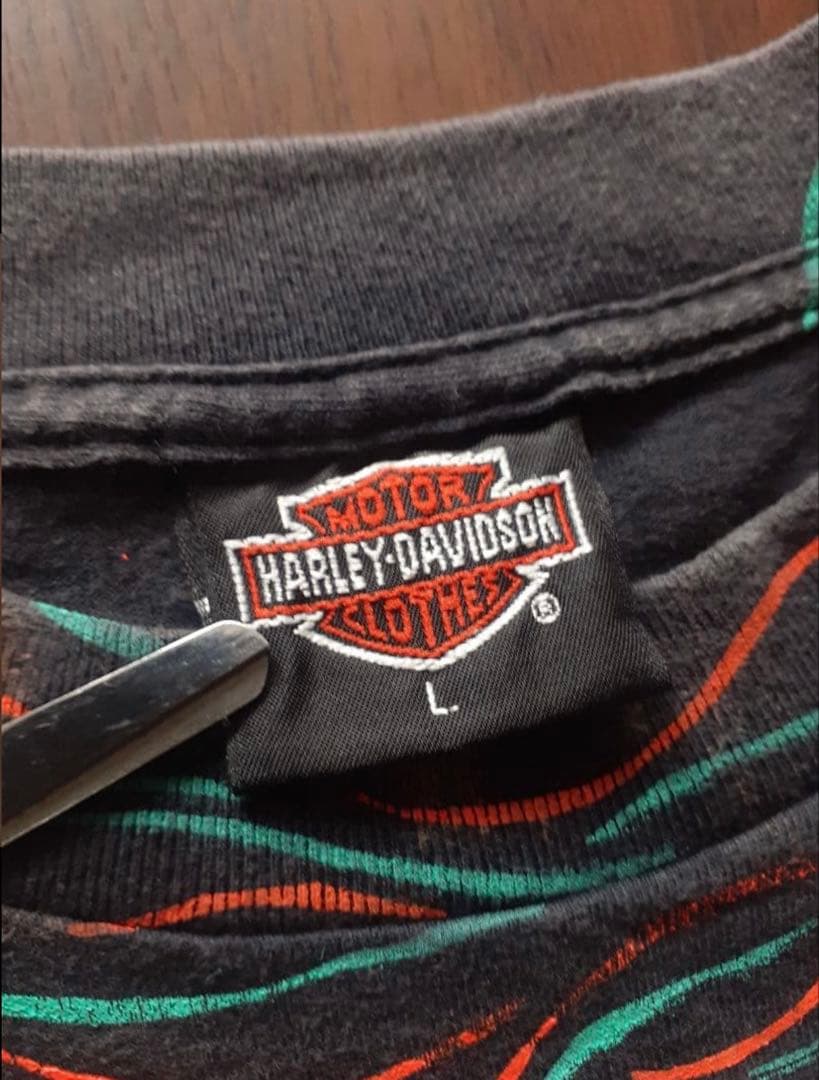 MOTOR
HARLEY-DAVIDSON
CLOTHES
®
L.